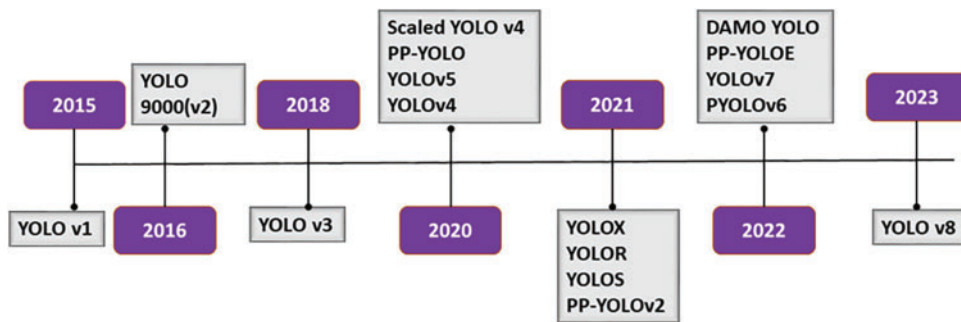 2015
YOLO v1
YOLO
9000(v2)
2016
2018
YOLO v3
Scaled YOLO v4
PP-YOLO
YOLOv5
YOLOv4
2020
2021
YOLOX
YOLOR
YOLOS
PP-YOLOv2
DAMO YOLO
PP-YOLOE
YOLOv7
PYOLOv6
2022
2023
YOLO v8